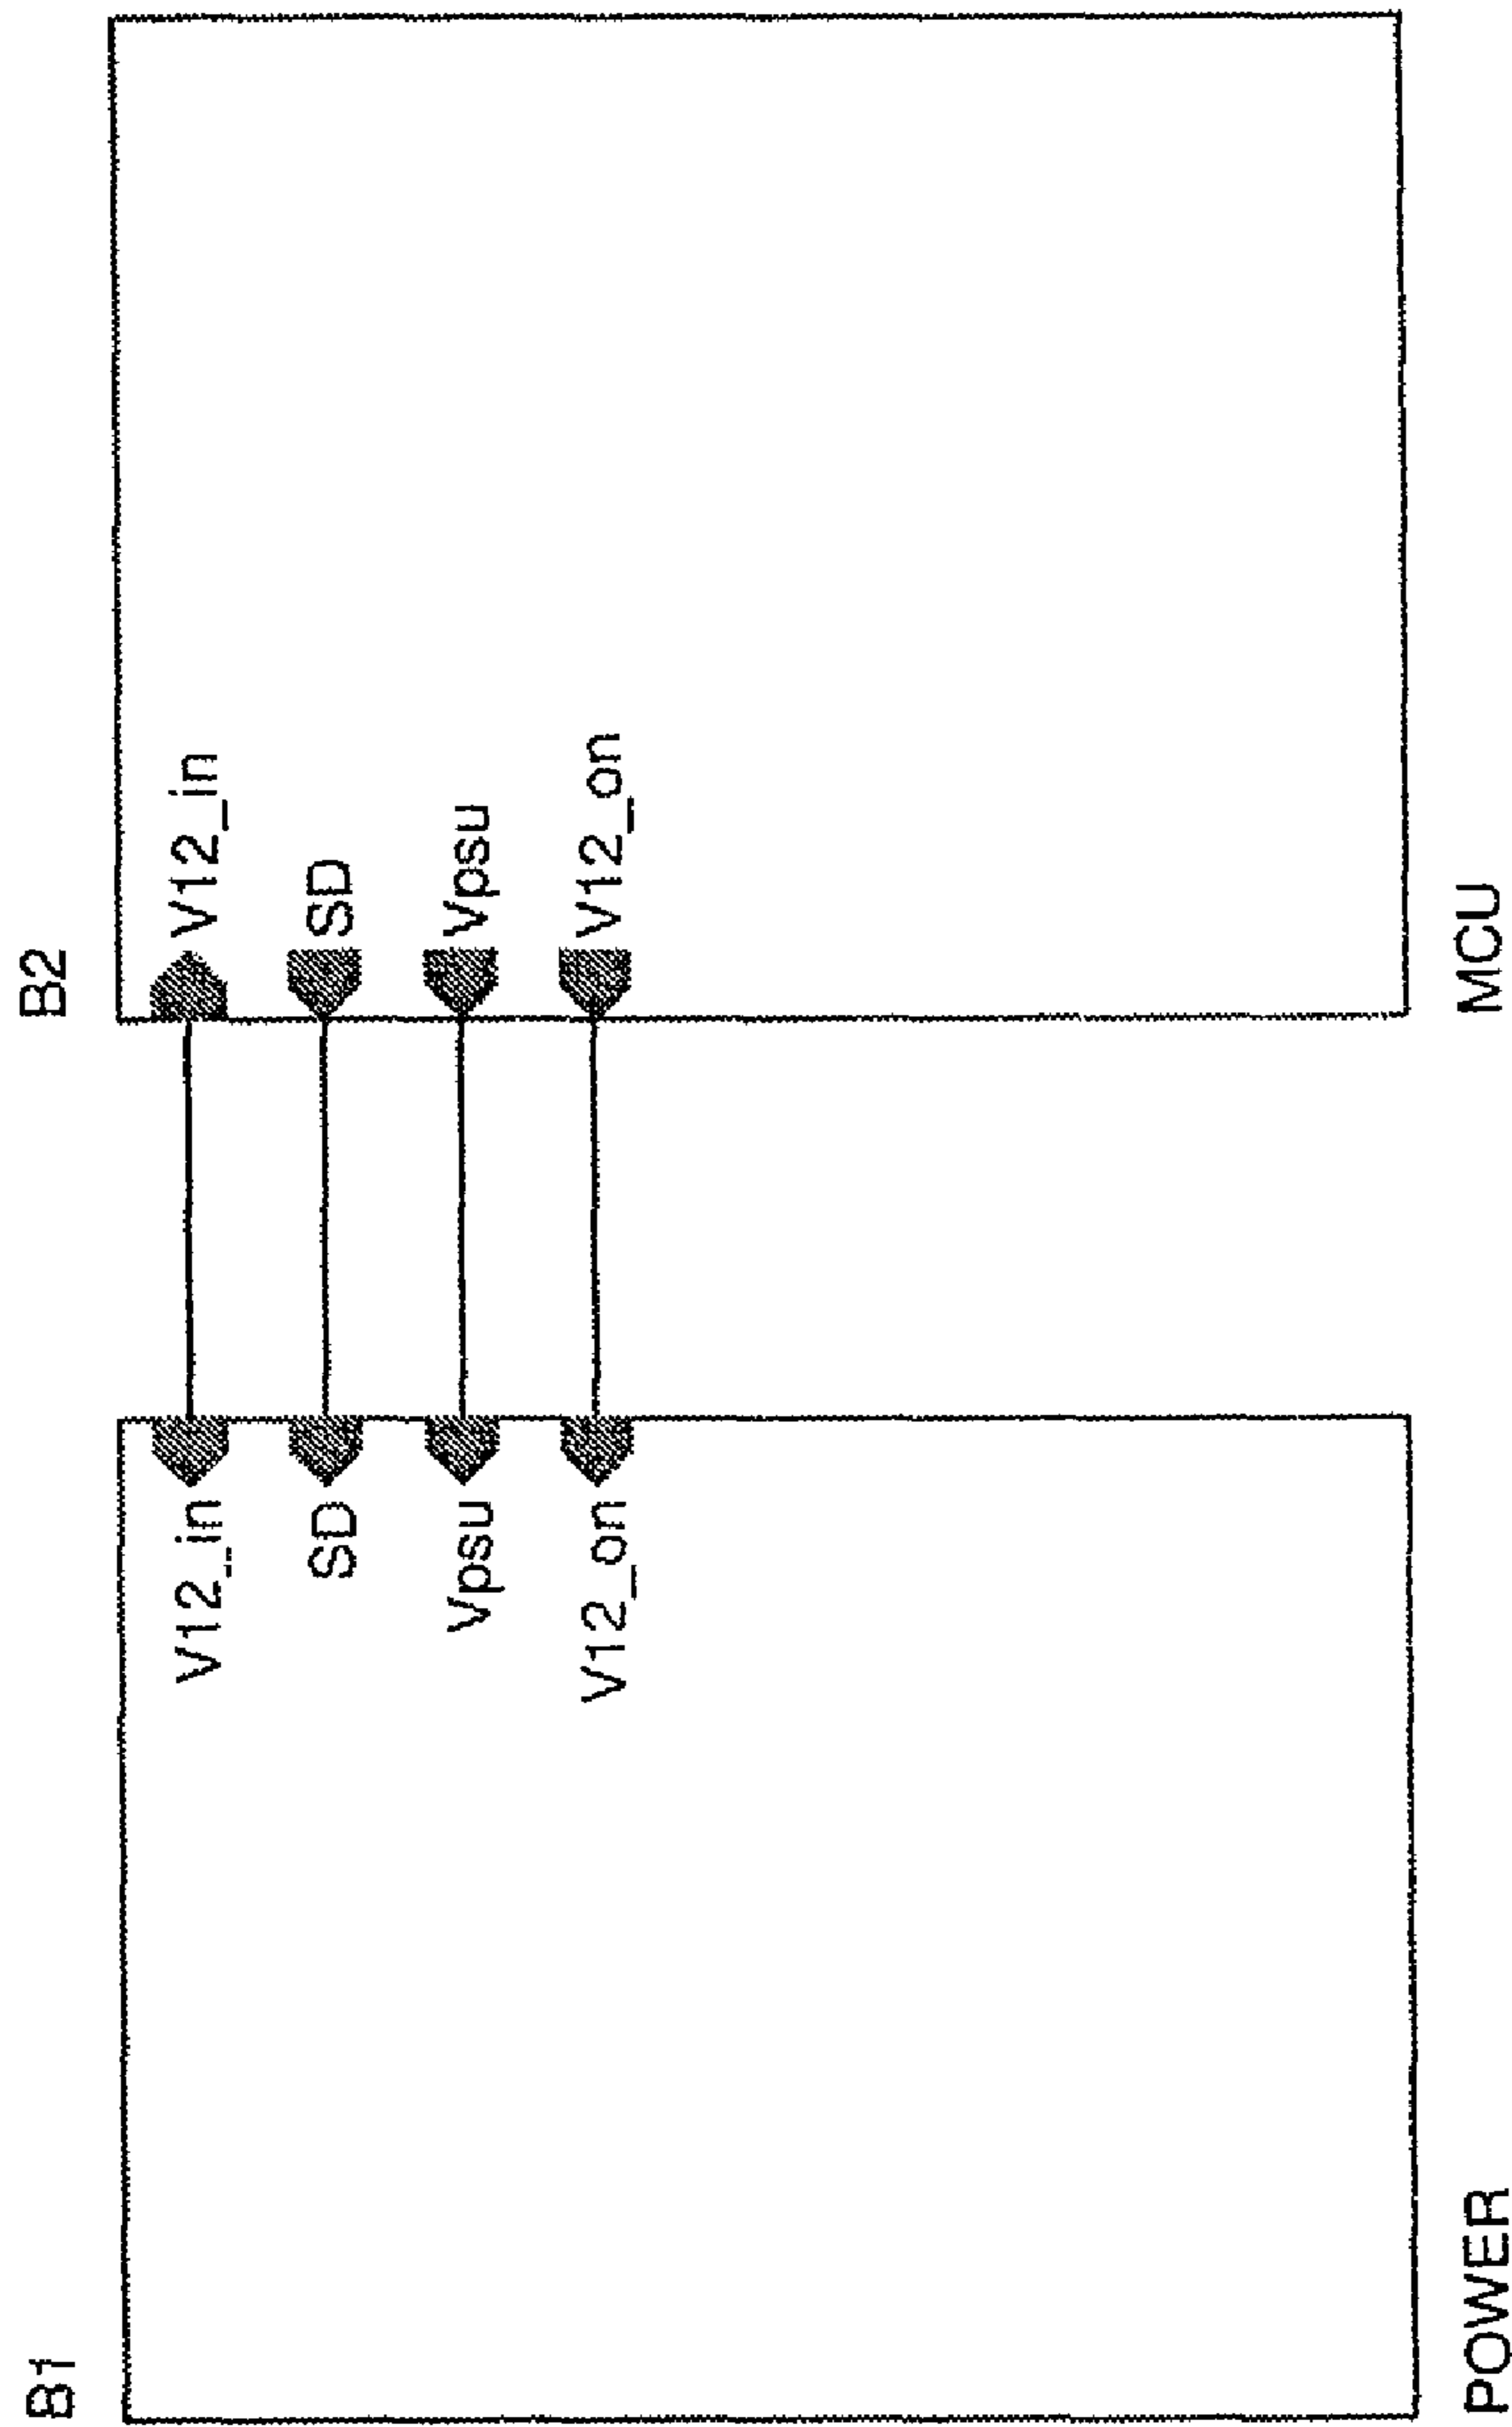 B1
B2
V12_in
V12_in
SD
SD
Vpsu
Vpsu
V12_on
V12_on
POWER
MCU